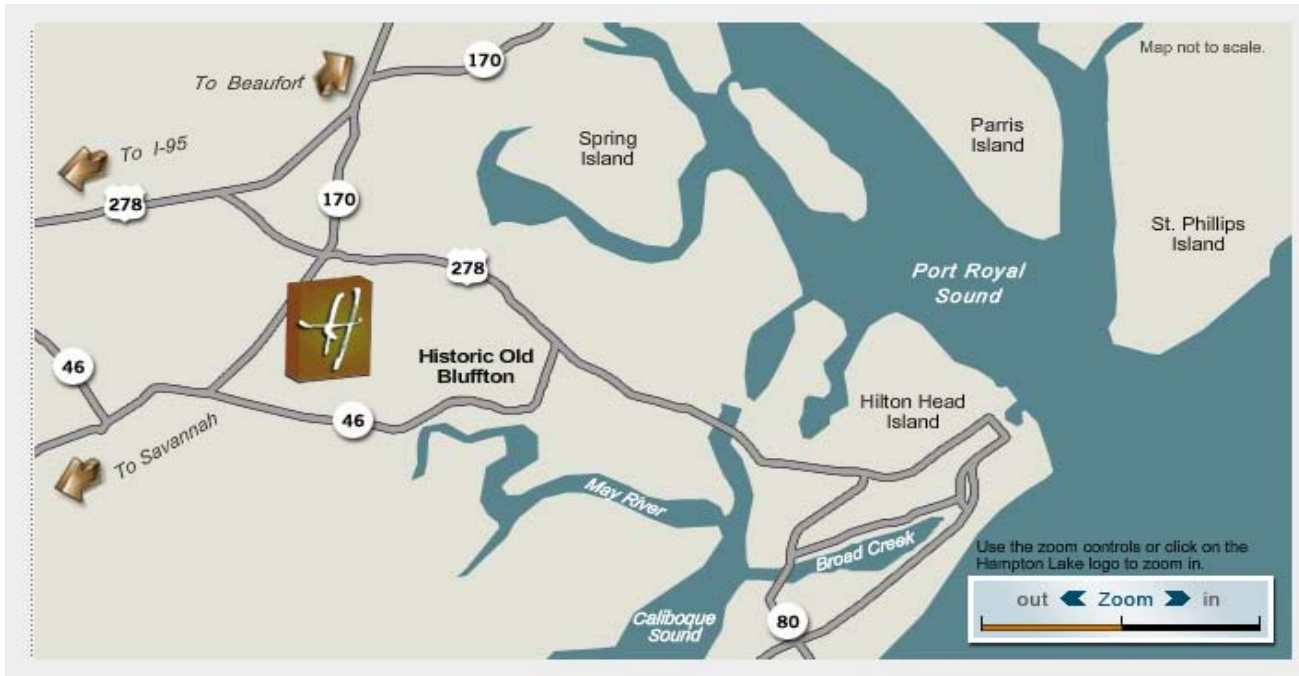 Map not to scale.
170
To Beaufort
To I-95
Spring
Island
Parris
Island
278
170
St. Phillips
Island
278
Port Royal
Sound
H
46
Historic Old
Bluffton
Hilton Head
Island
46
To Savannah
May River
Broad Creek
Use the zoom controls or click on the
Hampton Lake logo to zoom in.
out Zoom in
Caliboque
Sound
80